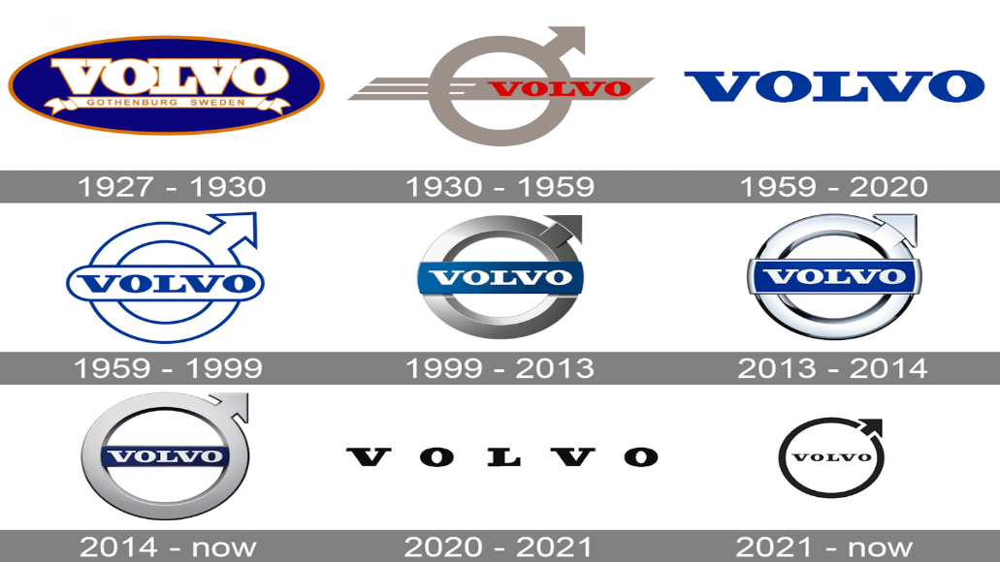 VOLVO
GOTHENBURG SWEDEN
VOLVO
VOLVO
1927 - 1930
1930 - 1959
1959 - 2020
VOLVO
VOLVO
VOLVO
1959 - 1999
1999 - 2013
2013 - 2014
VOLVO
VOLVO
VOLVO
2014 - now
2020 - 2021
2021 - now